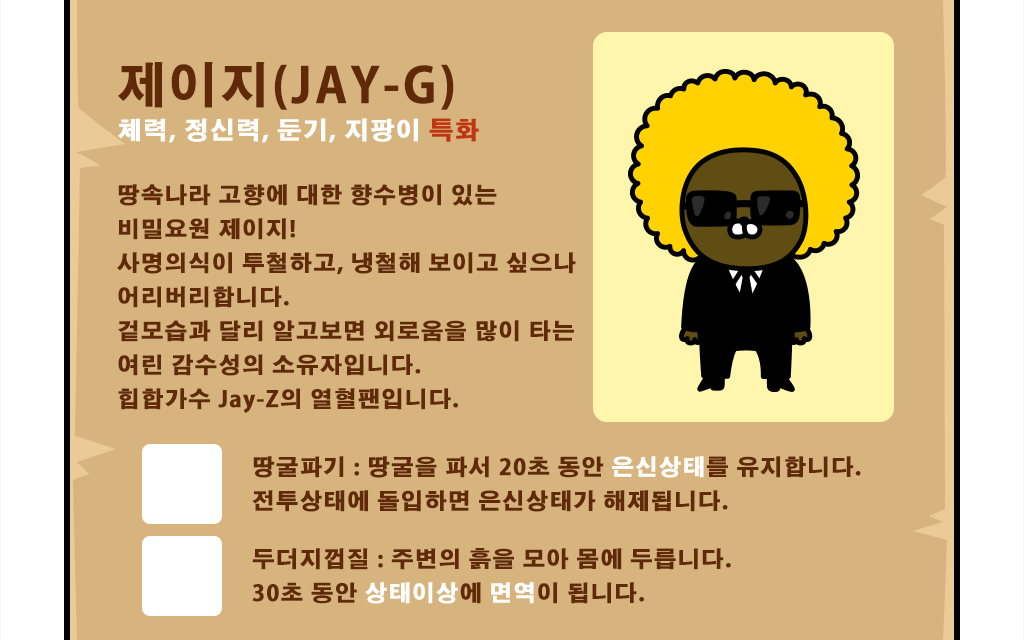 제이지(JAY-G)
체력, 정신력, 둔기, 지팡이 특화
땅속나라 고향에 대한 향수병이 있는
비밀요원 제이지!
사명의식이 투철하고, 냉철해 보이고 싶으나
어리버리합니다.
겉모습과 달리 알고보면 외로움을 많이 타는
여린 감수성의 소유자입니다.
힙합가수 Jay-Z의 열혈팬입니다.
땅굴파기 : 땅굴을 파서 20초 동안 은신상태를 유지합니다.
전투상태에 돌입하면 은신상태가 해제됩니다.
두더지껍질 : 주변의 흙을 모아 몸에 두릅니다.
30초 동안 상태이상에 면역이 됩니다.